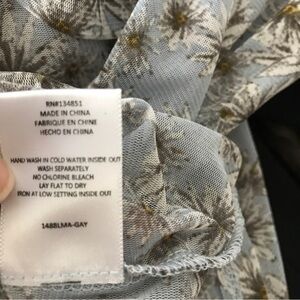 RN#134851
MADE IN CHINA
FABRIQUE EN CHINE
HECHO EN CHINA
HAND WASH IN COLD WATER INSIDE OUT
WASH SEPARATELY
NO CHLORINE BLEACH
LAY FLAT TO DRY
IRON AT LOW SETTING INSIDE OUT
1488LMA-GAY